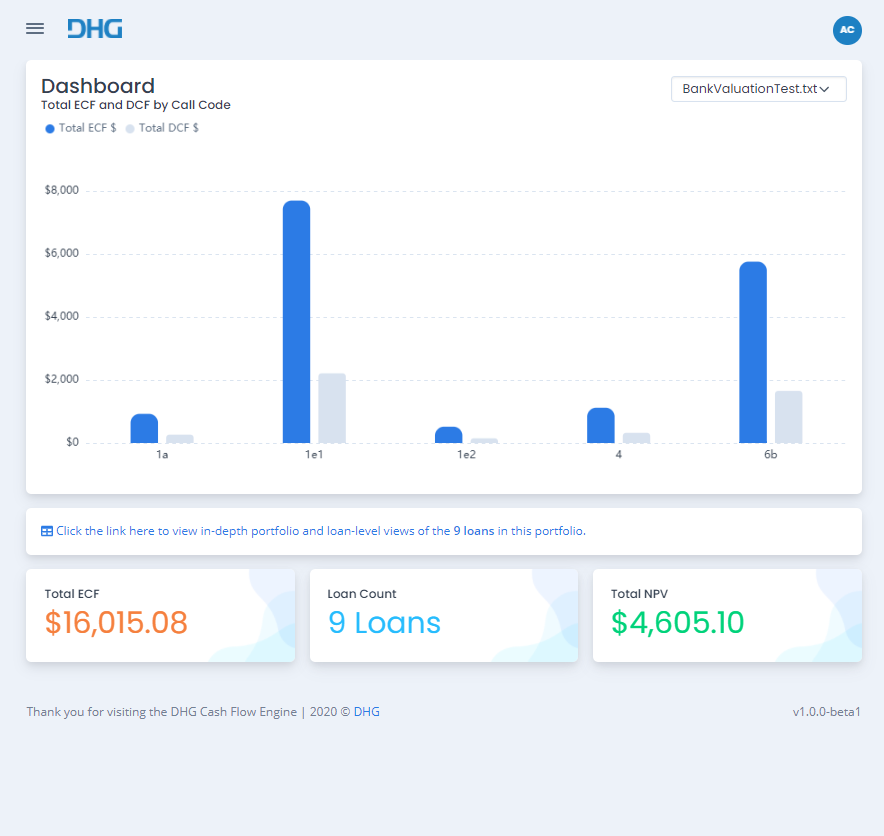 DHG
AC
Dashboard
BankValuationTest.txt
Total ECF and DCF by Call Code
Total ECF $ Total DCF $
$8,000
$6,000
$4,000
$2,000
$0
1a 1e1 1e2 4 6b
Click the link here to view in-depth portfolio and loan-level views of the 9 loans in this portfolio.
Total ECF
$16,015.08
Loan Count
9 Loans
Total NPV
$4,605.10
Thank you for visiting the DHG Cash Flow Engine | 2020 © DHG
v1.0.0-beta1